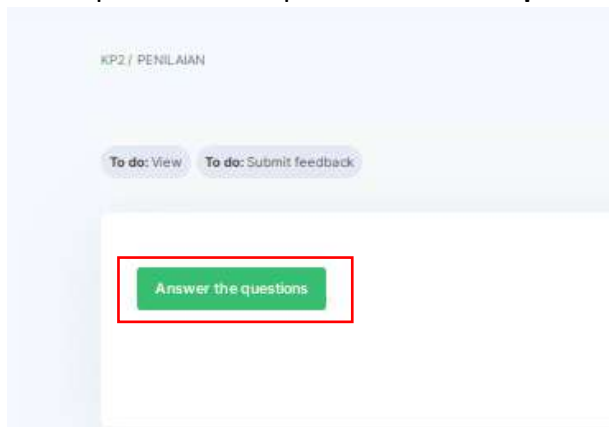 KP2 / PENILAIAN
To do: View To do: Submit feedback
Answer the questions